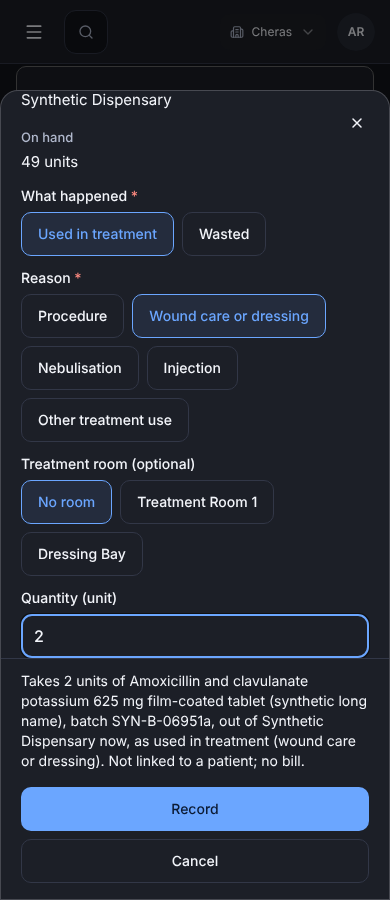 Cheras
AR
Synthetic Dispensary
On hand
49 units
What happened *
Used in treatment
Wasted
Reason *
Procedure
Wound care or dressing
Nebulisation
Injection
Other treatment use
Treatment room (optional)
No room
Treatment Room 1
Dressing Bay
Quantity (unit)
2
Takes 2 units of Amoxicillin and clavulanate
potassium 625 mg film-coated tablet (synthetic long
name), batch SYN-B-06951a, out of Synthetic
Dispensary now, as used in treatment (wound care
or dressing). Not linked to a patient; no bill.
Record
Cancel